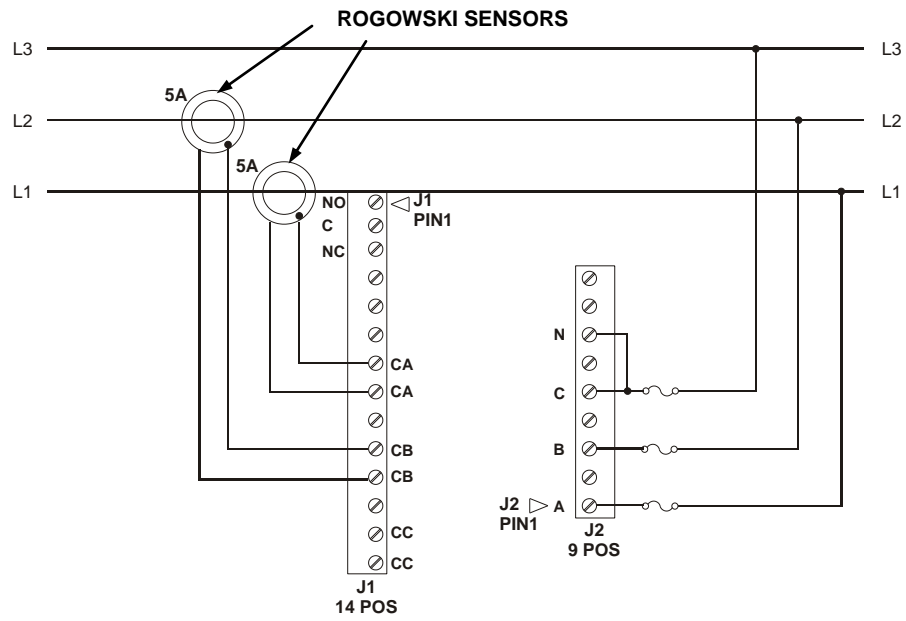 ROGOWSKI SENSORS
L3
L3
5A
L2
L2
5A
L1
L1
NO
J1
PIN1
C
NC
N
CA
CA
C
CB
B
CB
J2
PIN1
A
CC
J2
9 POS
CC
J1
14 POS